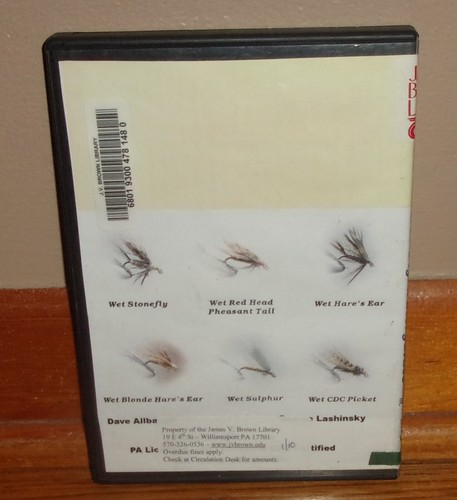 J
B
L
J. V. BROWN LIBRARY
6801 9300 478 148 0
Wet Stonefly
Wet Red Head
Pheasant Tail
Wet Hare's Ear
Wet Blonde Hare's Ear
Wet Sulphur
Wet CDC Picket
Dave Allba
Lashinsky
Property of the James V. Brown Library
19 E 4th St – Williamsport PA 17701
570-326-0536 – www.jvbrown.edu
1/10
PA Lic
Overdue fines apply.
tified
Check at Circulation Desk for amounts.